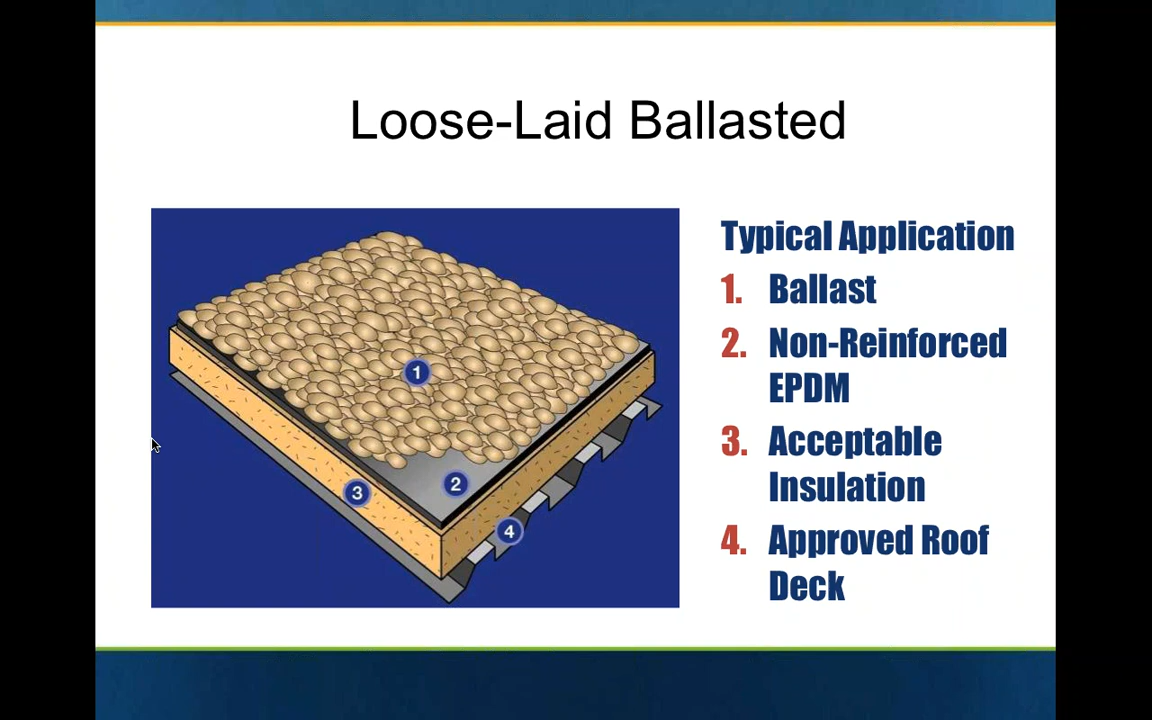 Loose-Laid Ballasted
Typical Application
1. Ballast
2. Non-Reinforced
EPDM
3. Acceptable
Insulation
4. Approved Roof
Deck
1
2
3
4